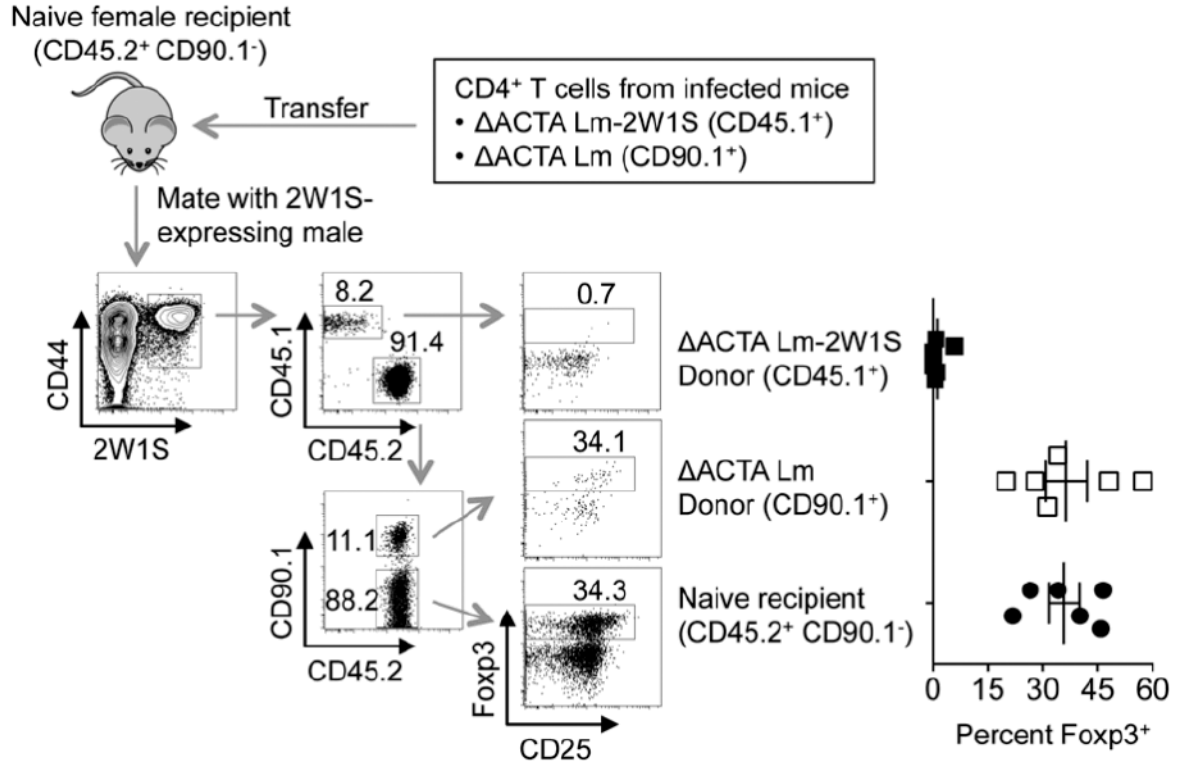 Naive female recipient
(CD45.2⁺ CD90.1⁻)
Transfer
CD4⁺ T cells from infected mice
• ΔACTA Lm-2W1S (CD45.1⁺)
• ΔACTA Lm (CD90.1⁺)
Mate with 2W1S-
expressing male
CD44
2W1S
8.2
91.4
CD45.1
CD45.2
0.7
ΔACTA Lm-2W1S
Donor (CD45.1⁺)
34.1
ΔACTA Lm
Donor (CD90.1⁺)
11.1
88.2
CD90.1
CD45.2
34.3
Foxp3
CD25
Naive recipient
(CD45.2⁺ CD90.1⁻)
0 15 30 45 60
Percent Foxp3⁺